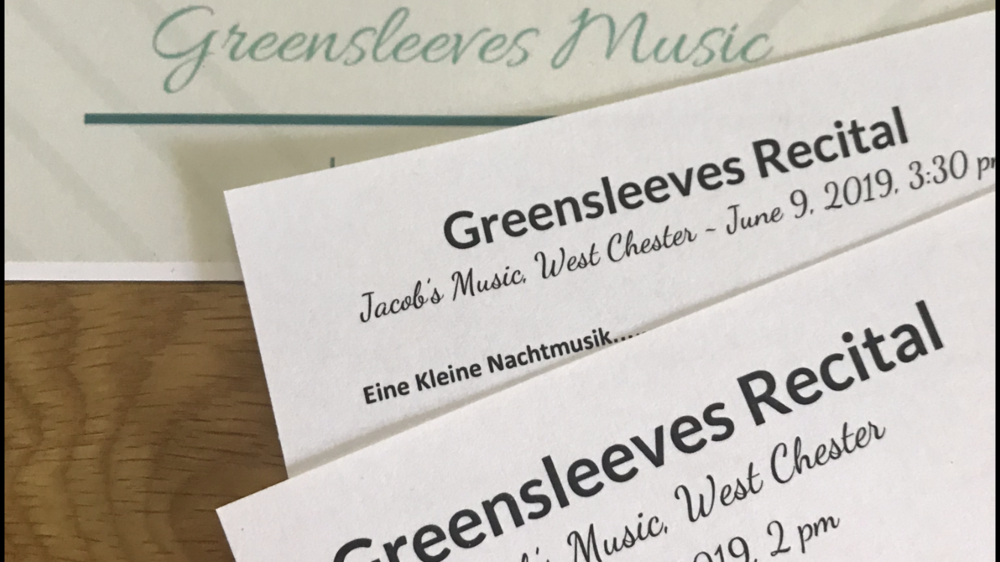 Greensleeves Music
Greensleeves Recital
Jacob's Music, West Chester ~ June 9, 2019, 3:30
Eine Kleine Nachtmusik.....
Greensleeves Recital
Music, West Chester
2 pm